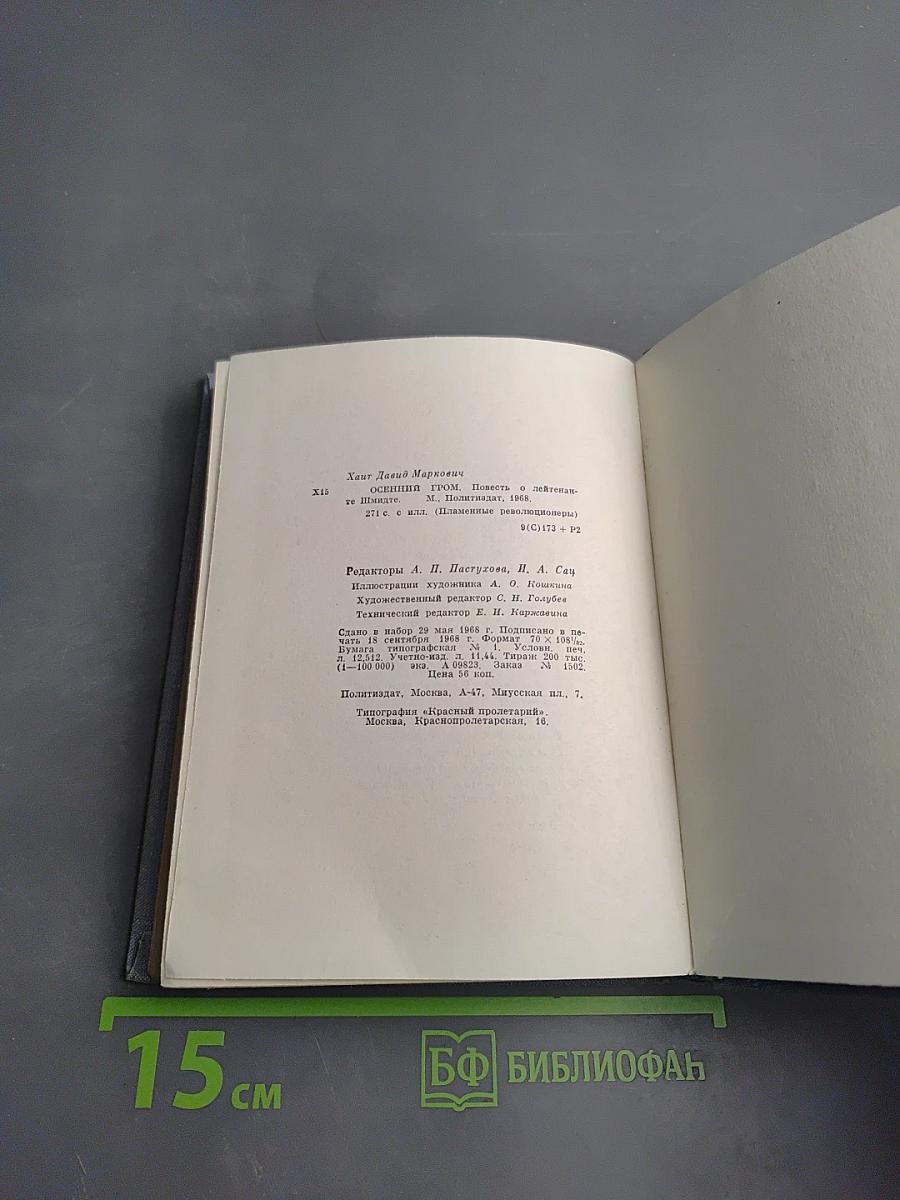 Хаит Давид Маркович
Х15 ОСЕННИЙ ГРОМ. Повесть о лейтенан-
те Шмидте. М., Политиздат, 1968.
271 с. с илл. (Пламенные революционеры)
9(С)173 + Р2
Редакторы А. П. Пастухова, И. А. Сац
Иллюстрации художника А. О. Кошкина
Художественный редактор С. Н. Голубев
Технический редактор Е. И. Каржавина
Сдано в набор 29 мая 1968 г. Подписано в пе-
чать 18 сентября 1968 г. Формат 70 × 108¹/₃₂.
Бумага типографская № 1. Условн. печ.
л. 12,512. Учетно-изд. л. 11,44. Тираж 200 тыс.
(1—100 000) экз. А 09823. Заказ № 1502.
Цена 56 коп.
Политиздат, Москва, А-47, Миусская пл., 7.
Типография «Красный пролетарий».
Москва, Краснопролетарская, 16.
15 см
БФ БИБЛИОФАН